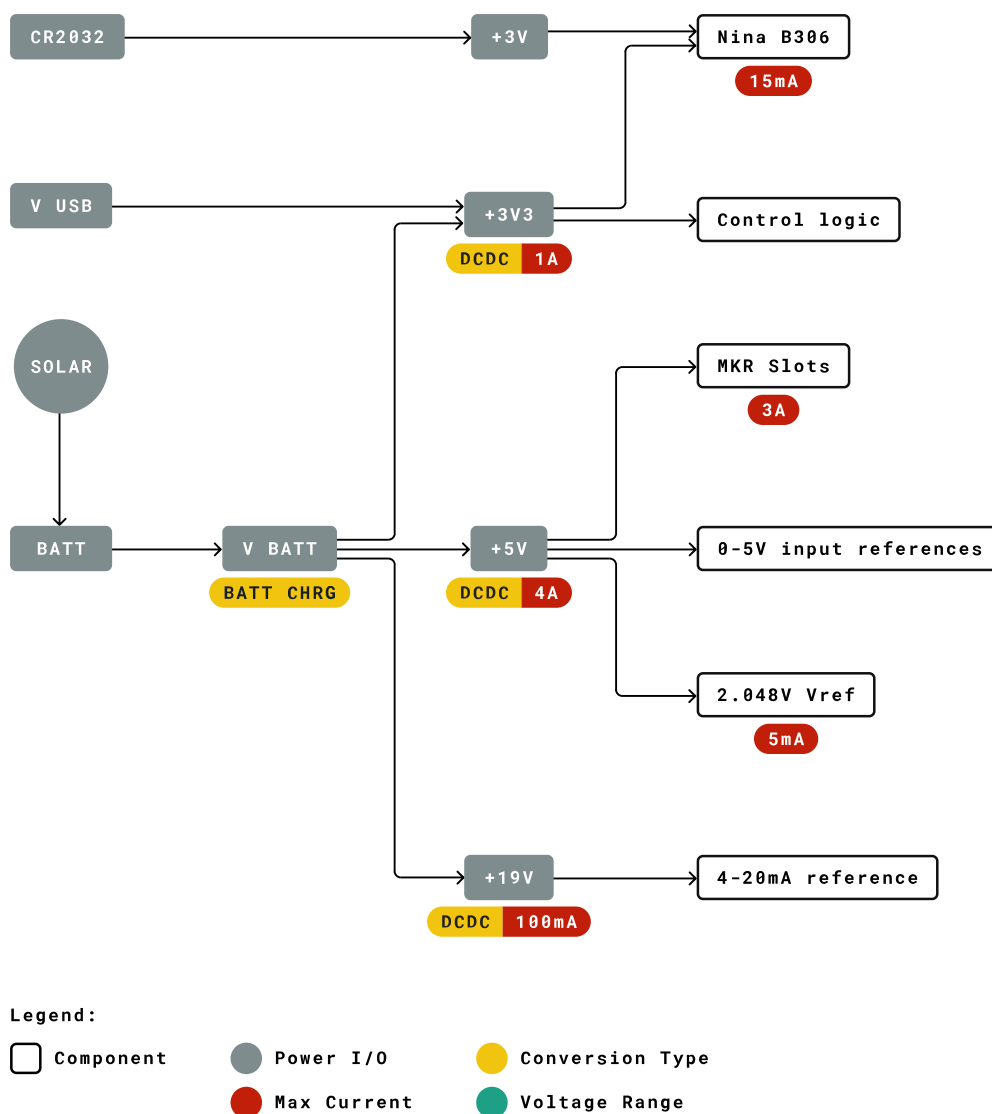 CR2032
+3V
Nina B306
15mA
V USB
+3V3
Control logic
DCDC 1A
SOLAR
MKR Slots
3A
BATT
V BATT
+5V
0-5V input references
BATT CHRG
DCDC 4A
2.048V Vref
5mA
+19V
4-20mA reference
DCDC 100mA
Legend:
Component
Power I/O
Conversion Type
Max Current
Voltage Range